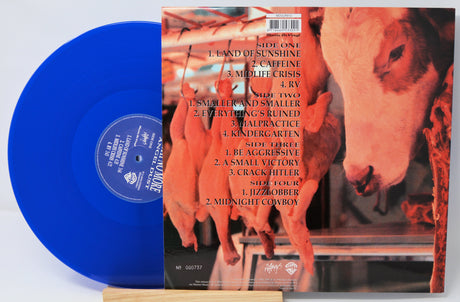 SIDE ONE
1. LAND OF SUNSHINE
2. CAFFEINE
3. MIDLIFE CRISIS
4. RV
SIDE TWO
1. SMALLER AND SMALLER
2. EVERYTHING'S RUINED
3. MALPRACTICE
4. KINDERGARTEN
SIDE THREE
1. BE AGGRESSIVE
2. A SMALL VICTORY
3. CRACK HITLER
SIDE FOUR
1. JIZZLOBBER
2. MIDNIGHT COWBOY
Nº 000757